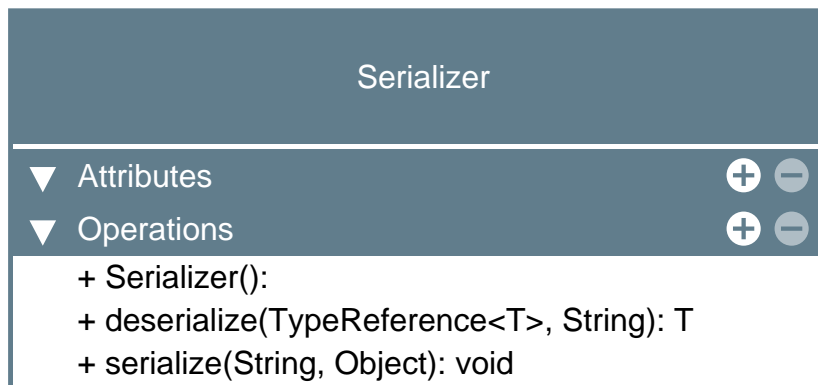 Serializer
Attributes
Operations
+ Serializer():
+ deserialize(TypeReference<T>, String): T
+ serialize(String, Object): void